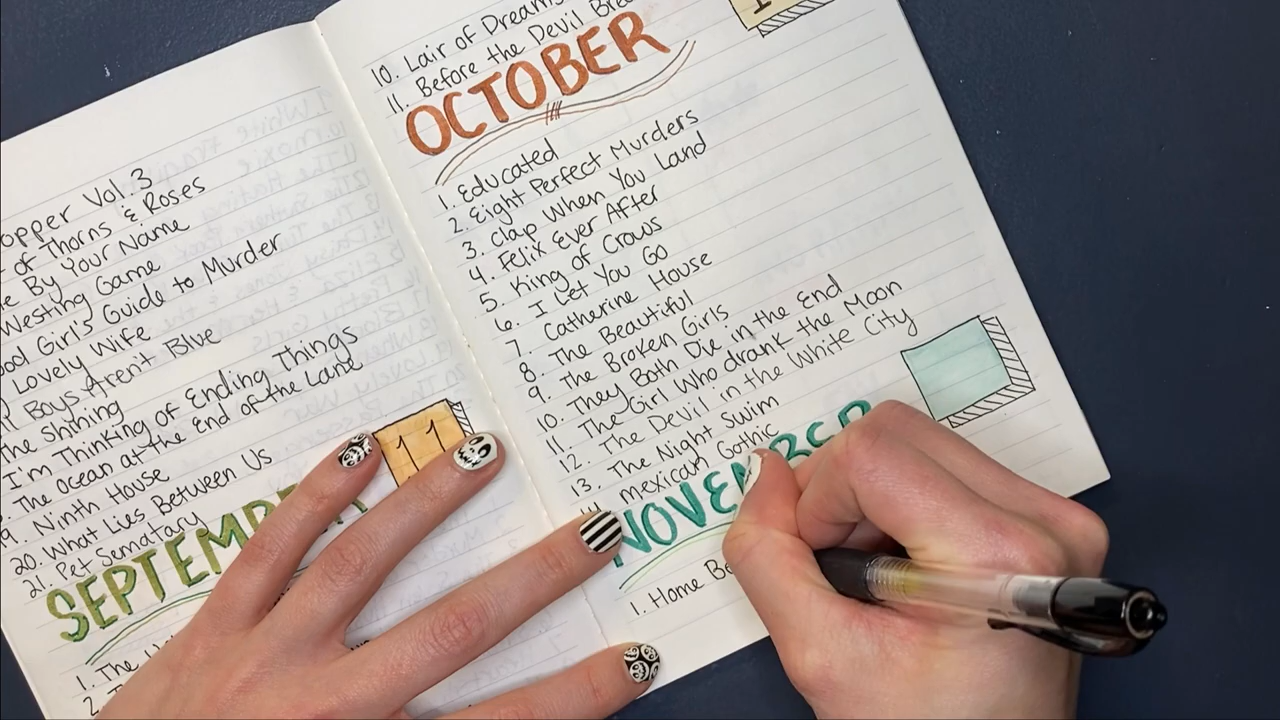 opper Vol. 3
of Thorns & Roses
e By Your Name
Westing Game
ood Girl's Guide to Murder
Lovely Wife
Boys Aren't Blue
The Shining
I'm Thinking of Ending Things
The Ocean at the End of the Lane
9. Ninth House
20. What Lies Between Us
21. Pet Sematary
11
SEPTEMBER
1. The
2.
10. Lair of Dreams
11. Before the Devil
OCTOBER
1. Educated
2. Eight Perfect Murders
3. Clap When You Land
4. Felix Ever After
5. King of Crows
6. I Let You Go
7. Catherine House
8. The Beautiful
9. The Broken Girls
10. They Both Die in the End
11. The Girl Who drank the Moon
12. The Devil in the White City
13. The Night Swim
mexican Gothic
NOVEMBER
1. Home